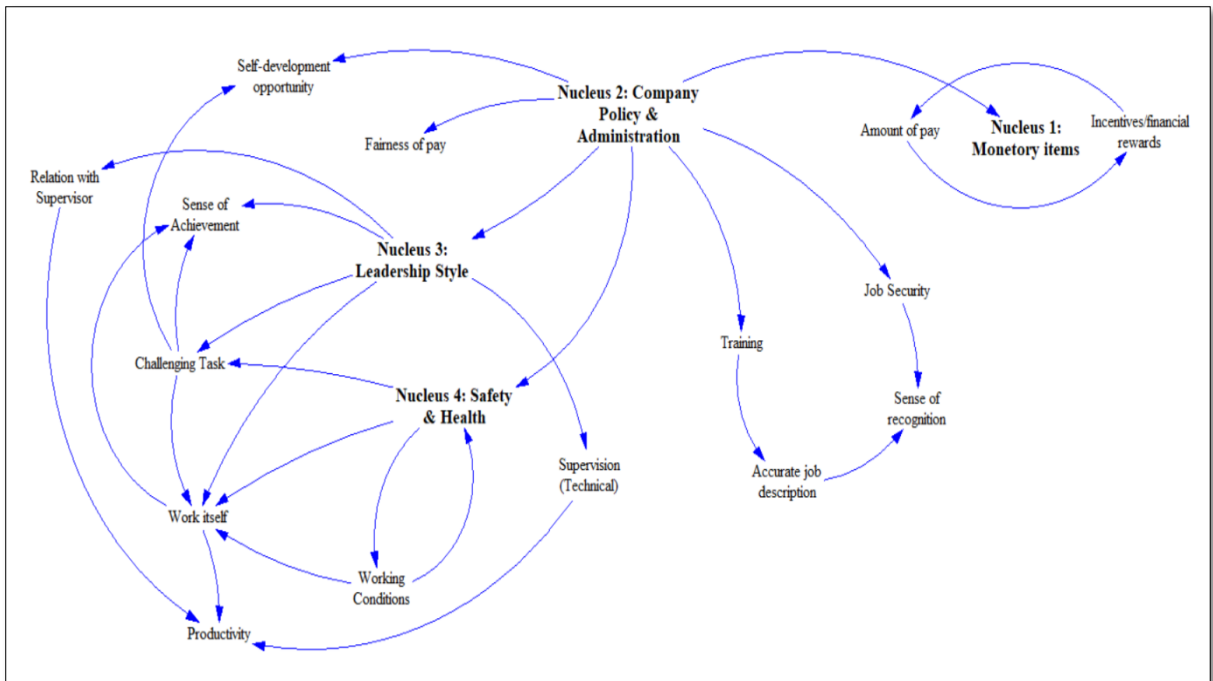 Self-development
opportunity
Nucleus 2: Company
Policy &
Administration
Fairness of pay
Amount of pay
Nucleus 1:
Monetory items
Incentives/financial
rewards
Relation with
Supervisor
Sense of
Achievement
Nucleus 3:
Leadership Style
Job Security
Training
Challenging Task
Nucleus 4: Safety
& Health
Sense of
recognition
Supervision
(Technical)
Accurate job
description
Work itself
Working
Conditions
Productivity